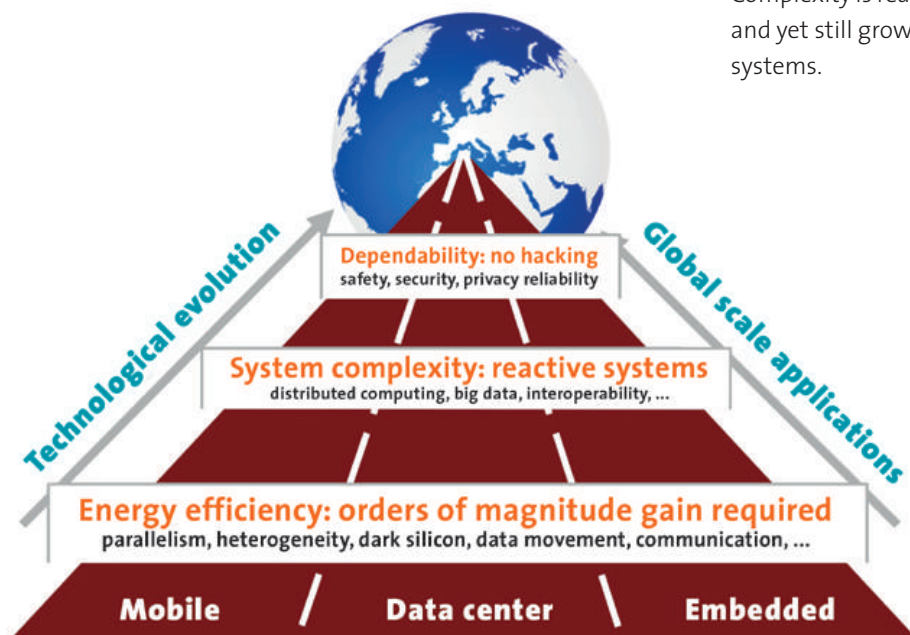 and yet still grow
systems.
Dependability: no hacking
safety, security, privacy reliability
Technological evolution
Global scale applications
System complexity: reactive systems
distributed computing, big data, interoperability, ...
Energy efficiency: orders of magnitude gain required
parallelism, heterogeneity, dark silicon, data movement, communication, ...
Mobile / Data center / Embedded